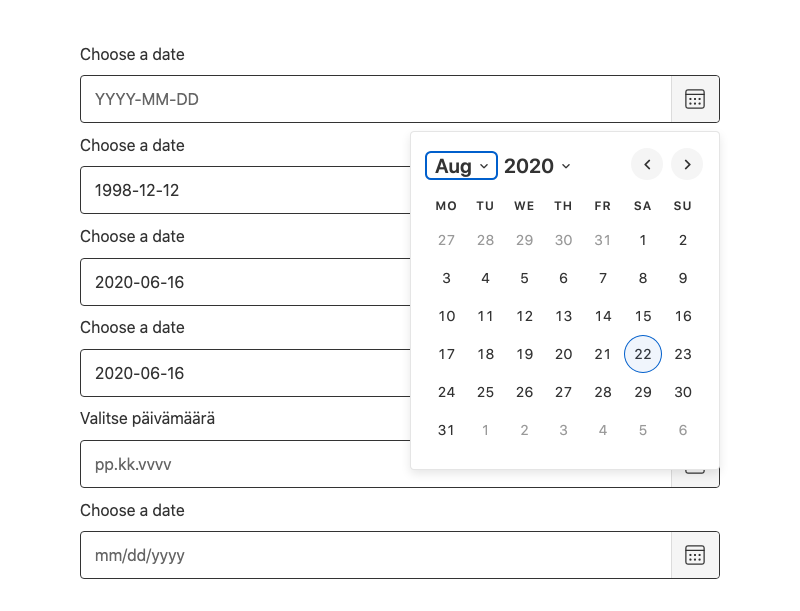 Choose a date
YYYY-MM-DD
Choose a date
1998-12-12
Choose a date
2020-06-16
Choose a date
2020-06-16
Valitse päivämäärä
pp.kk.vvvv
Choose a date
mm/dd/yyyy
Aug 2020
MO TU WE TH FR SA SU
27 28 29 30 31 1 2
3 4 5 6 7 8 9
10 11 12 13 14 15 16
17 18 19 20 21 22 23
24 25 26 27 28 29 30
31 1 2 3 4 5 6